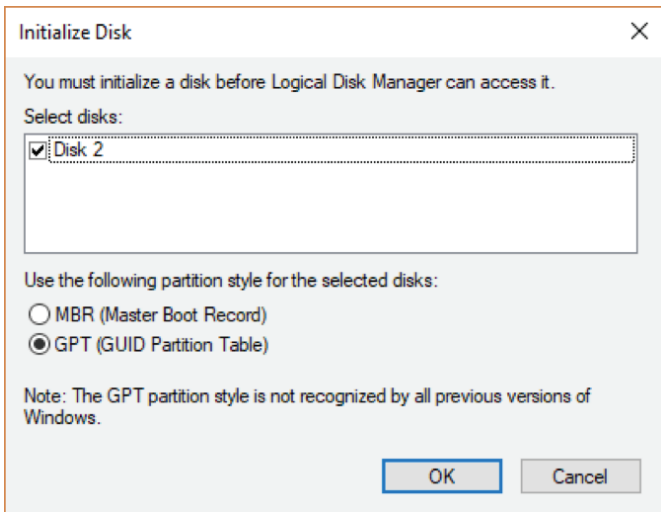 Initialize Disk
You must initialize a disk before Logical Disk Manager can access it.
Select disks:
Disk 2
Use the following partition style for the selected disks:
MBR (Master Boot Record)
GPT (GUID Partition Table)
Note: The GPT partition style is not recognized by all previous versions of
Windows.
OK Cancel